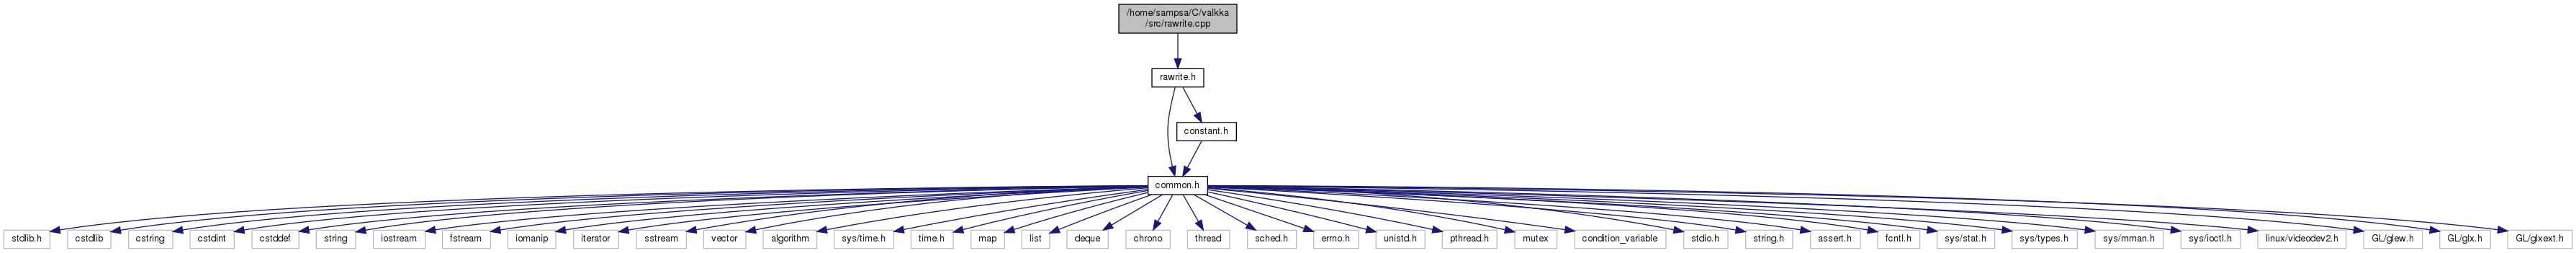 /home/sampsa/C/valkka
/src/rawrite.cpp
rawrite.h
constant.h
common.h
stdlib.h
cstdlib
cstring
cstdint
cstddef
string
iostream
fstream
iomanip
iterator
sstream
vector
algorithm
sys/time.h
time.h
map
list
deque
chrono
thread
sched.h
errno.h
unistd.h
pthread.h
mutex
condition_variable
stdio.h
string.h
assert.h
fcntl.h
sys/stat.h
sys/types.h
sys/mman.h
sys/ioctl.h
linux/videodev2.h
GL/glew.h
GL/glx.h
GL/glxext.h